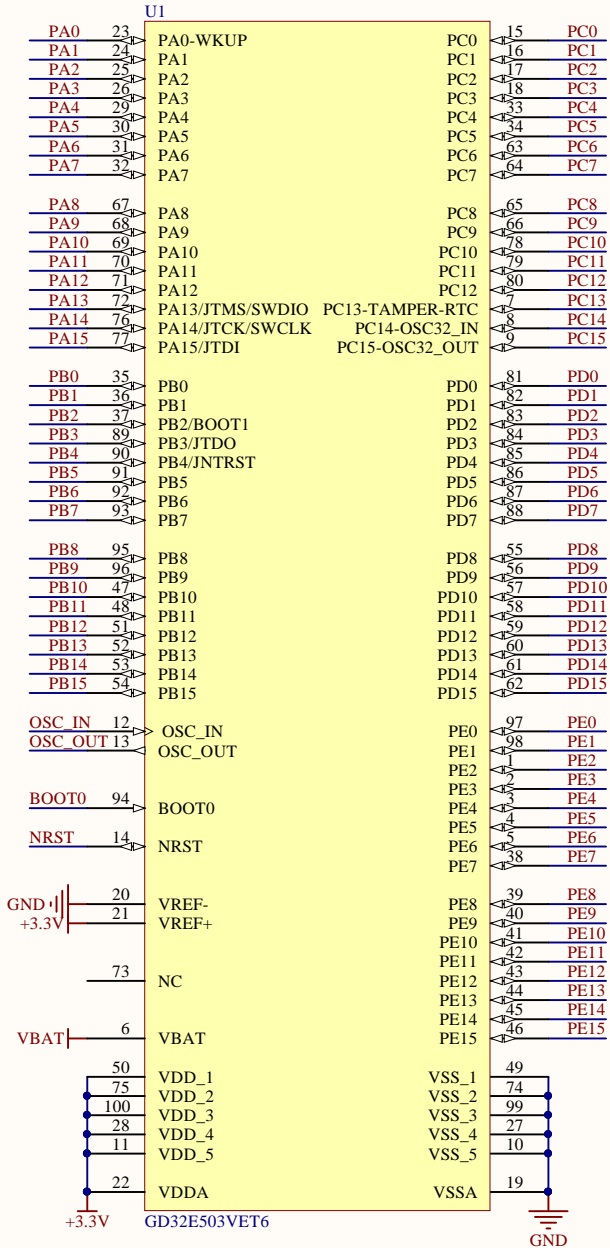 U1
PA0 23 PA0-WKUP PC0 15 PC0
PA1 24 PA1 PC1 16 PC1
PA2 25 PA2 PC2 17 PC2
PA3 26 PA3 PC3 18 PC3
PA4 29 PA4 PC4 33 PC4
PA5 30 PA5 PC5 34 PC5
PA6 31 PA6 PC6 63 PC6
PA7 32 PA7 PC7 64 PC7
PA8 67 PA8 PC8 65 PC8
PA9 68 PA9 PC9 66 PC9
PA10 69 PA10 PC10 78 PC10
PA11 70 PA11 PC11 79 PC11
PA12 71 PA12 PC12 80 PC12
PA13 72 PA13/JTMS/SWDIO PC13-TAMPER-RTC 7 PC13
PA14 76 PA14/JTCK/SWCLK PC14-OSC32_IN 8 PC14
PA15 77 PA15/JTDI PC15-OSC32_OUT 9 PC15
PB0 35 PB0 PD0 81 PD0
PB1 36 PB1 PD1 82 PD1
PB2 37 PB2/BOOT1 PD2 83 PD2
PB3 89 PB3/JTDO PD3 84 PD3
PB4 90 PB4/JNTRST PD4 85 PD4
PB5 91 PB5 PD5 86 PD5
PB6 92 PB6 PD6 87 PD6
PB7 93 PB7 PD7 88 PD7
PB8 95 PB8 PD8 55 PD8
PB9 96 PB9 PD9 56 PD9
PB10 47 PB10 PD10 57 PD10
PB11 48 PB11 PD11 58 PD11
PB12 51 PB12 PD12 59 PD12
PB13 52 PB13 PD13 60 PD13
PB14 53 PB14 PD14 61 PD14
PB15 54 PB15 PD15 62 PD15
OSC_IN 12 OSC_IN PE0 97 PE0
OSC_OUT 13 OSC_OUT PE1 98 PE1
PE2 1 PE2
PE3 2 PE3
BOOT0 94 BOOT0 PE4 3 PE4
PE5 4 PE5
NRST 14 NRST PE6 5 PE6
PE7 38 PE7
GND 20 VREF- PE8 39 PE8
+3.3V 21 VREF+ PE9 40 PE9
PE10 41 PE10
PE11 42 PE11
73 NC PE12 43 PE12
PE13 44 PE13
PE14 45 PE14
VBAT 6 VBAT PE15 46 PE15
50 VDD_1 VSS_1 49
75 VDD_2 VSS_2 74
100 VDD_3 VSS_3 99
28 VDD_4 VSS_4 27
11 VDD_5 VSS_5 10
22 VDDA VSSA 19
+3.3V GD32E503VET6
GND